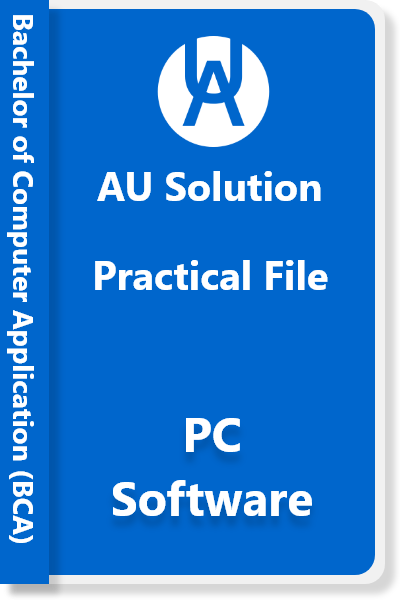 Bachelor of Computer Application (BCA)
AU Solution
Practical File
PC
Software